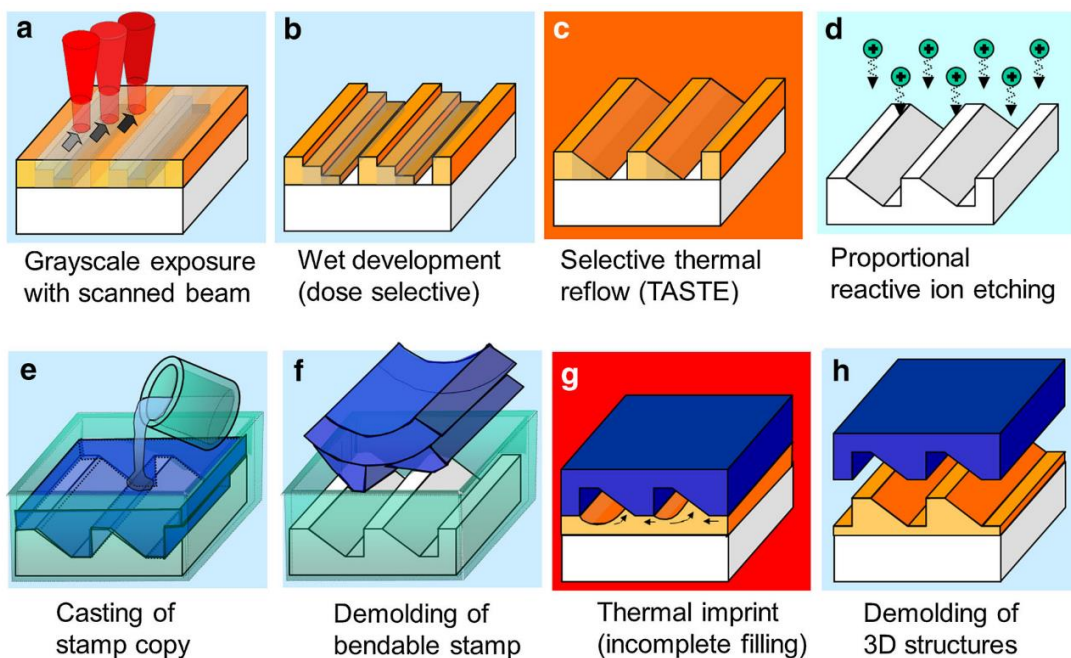 a
Grayscale exposure
with scanned beam
b
Wet development
(dose selective)
c
Selective thermal
reflow (TASTE)
d
+ + + +
+ +
Proportional
reactive ion etching
e
Casting of
stamp copy
f
Demolding of
bendable stamp
g
Thermal imprint
(incomplete filling)
h
Demolding of
3D structures